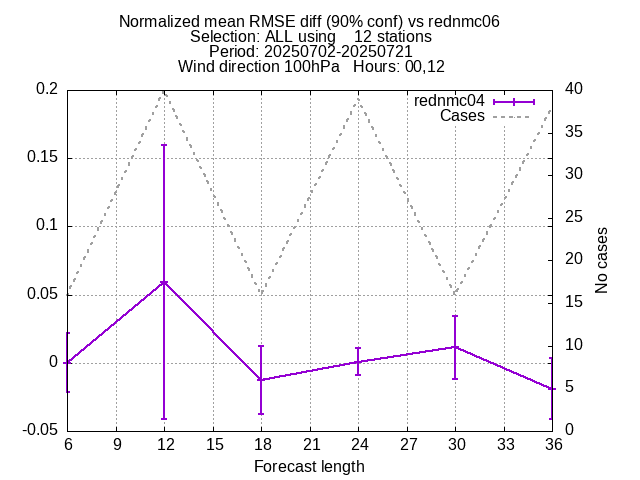 Normalized mean RMSE diff (90% conf) vs rednmc06
Selection: ALL using    12 stations
Period: 20250702-20250721
Wind direction 100hPa   Hours: 00,12
rednmc04
Cases
0.2
0.15
0.1
0.05
0
-0.05
40
35
30
25
20
15
10
5
0
No cases
6 9 12 15 18 21 24 27 30 33 36
Forecast length